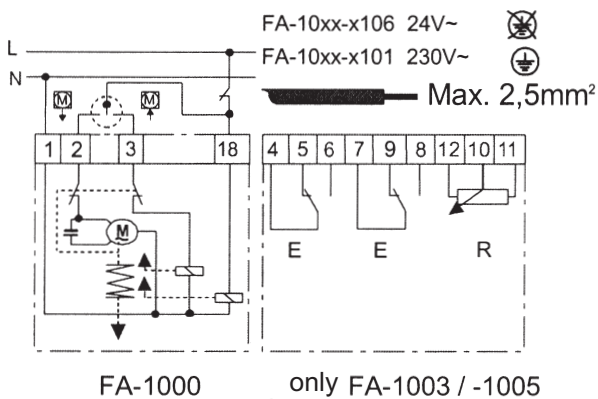 FA-10xx-x106 24V~
L
FA-10xx-x101 230V~
N
M M Max. 2,5mm²
1 2 3 18 4 5 6 7 9 8 12 10 11
M
E E R
FA-1000 only FA-1003 / -1005